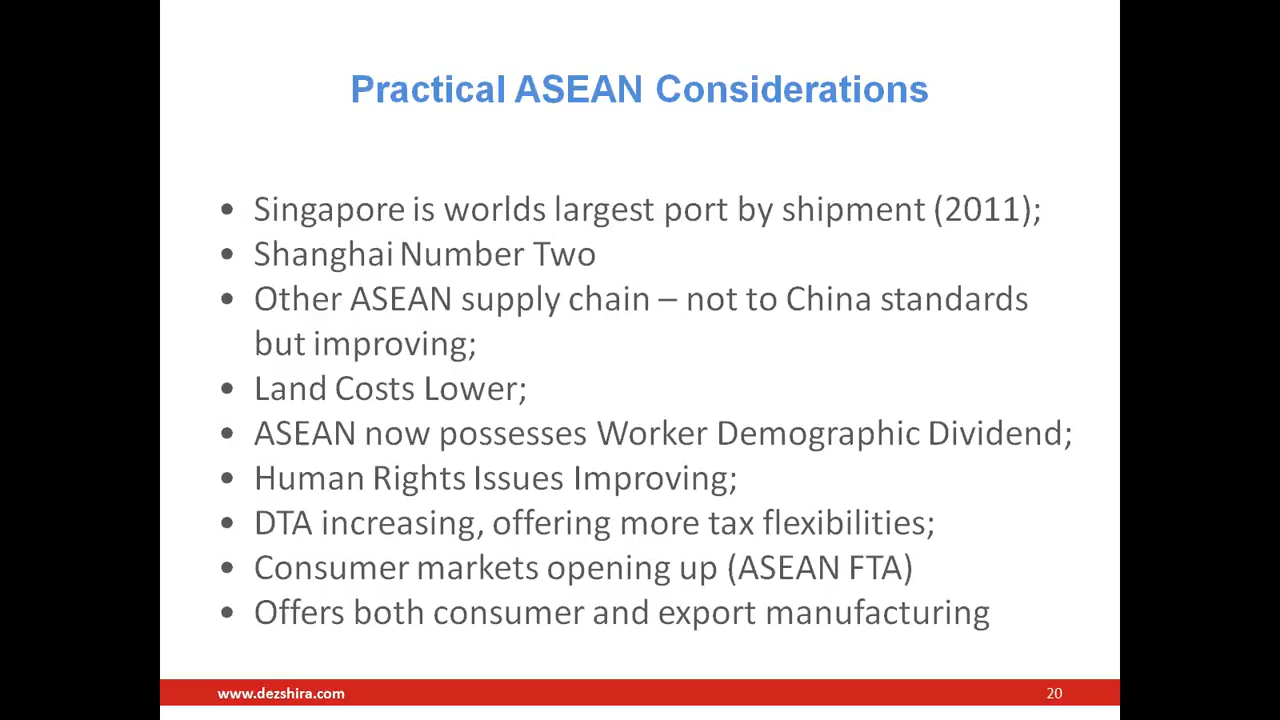 Practical ASEAN Considerations
• Singapore is worlds largest port by shipment (2011);
• Shanghai Number Two
• Other ASEAN supply chain – not to China standards
but improving;
• Land Costs Lower;
• ASEAN now possesses Worker Demographic Dividend;
• Human Rights Issues Improving;
• DTA increasing, offering more tax flexibilities;
• Consumer markets opening up (ASEAN FTA)
• Offers both consumer and export manufacturing
www.dezshira.com 20